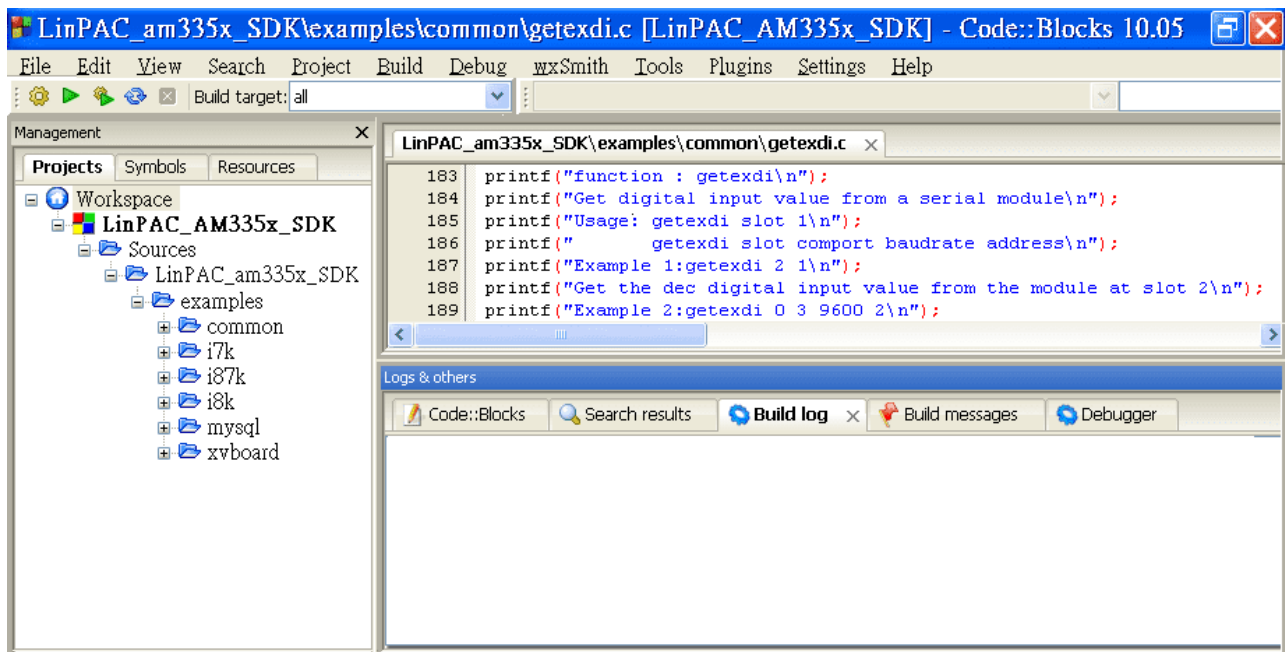 LinPAC_am335x_SDK\examples\common\getexdi.c [LinPAC_AM335x_SDK] - Code::Blocks 10.05
File Edit View Search Project Build Debug wxSmith Tools Plugins Settings Help
Build target: all
Management
Projects Symbols Resources
Workspace
LinPAC_AM335x_SDK
Sources
LinPAC_am335x_SDK
examples
common
i7k
i87k
i8k
mysql
xvboard
LinPAC_am335x_SDK\examples\common\getexdi.c
183 printf("function : getexdi\n");
184 printf("Get digital input value from a serial module\n");
185 printf("Usage: getexdi slot 1\n");
186 printf("       getexdi slot comport baudrate address\n");
187 printf("Example 1:getexdi 2 1\n");
188 printf("Get the dec digital input value from the module at slot 2\n");
189 printf("Example 2:getexdi 0 3 9600 2\n");
Logs & others
Code::Blocks Search results Build log Build messages Debugger